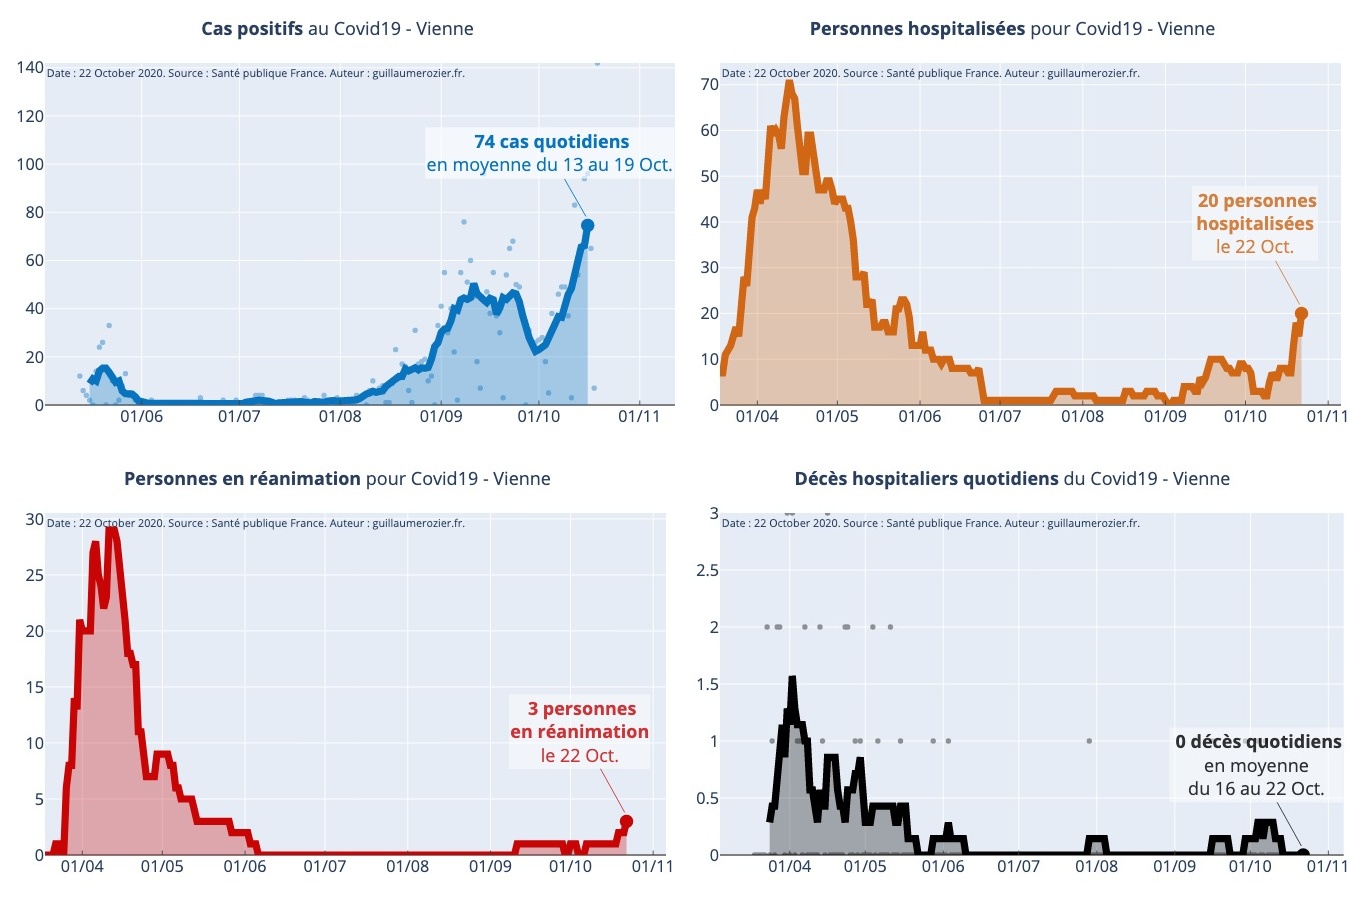 Cas positifs au Covid19 - Vienne
Date : 22 October 2020. Source : Santé publique France. Auteur : guillaumerozier.fr.
140
120
100
80
60
40
20
0
74 cas quotidiens
en moyenne du 13 au 19 Oct.
01/06 01/07 01/08 01/09 01/10 01/11
Personnes hospitalisées pour Covid19 - Vienne
Date : 22 October 2020. Source : Santé publique France. Auteur : guillaumerozier.fr.
70
60
50
40
30
20
10
0
20 personnes
hospitalisées
le 22 Oct.
01/04 01/05 01/06 01/07 01/08 01/09 01/10 01/11
Personnes en réanimation pour Covid19 - Vienne
Date : 22 October 2020. Source : Santé publique France. Auteur : guillaumerozier.fr.
30
25
20
15
10
5
0
3 personnes
en réanimation
le 22 Oct.
01/04 01/05 01/06 01/07 01/08 01/09 01/10 01/11
Décès hospitaliers quotidiens du Covid19 - Vienne
Date : 22 October 2020. Source : Santé publique France. Auteur : guillaumerozier.fr.
3
2.5
2
1.5
1
0.5
0
0 décès quotidiens
en moyenne
du 16 au 22 Oct.
01/04 01/05 01/06 01/07 01/08 01/09 01/10 01/11